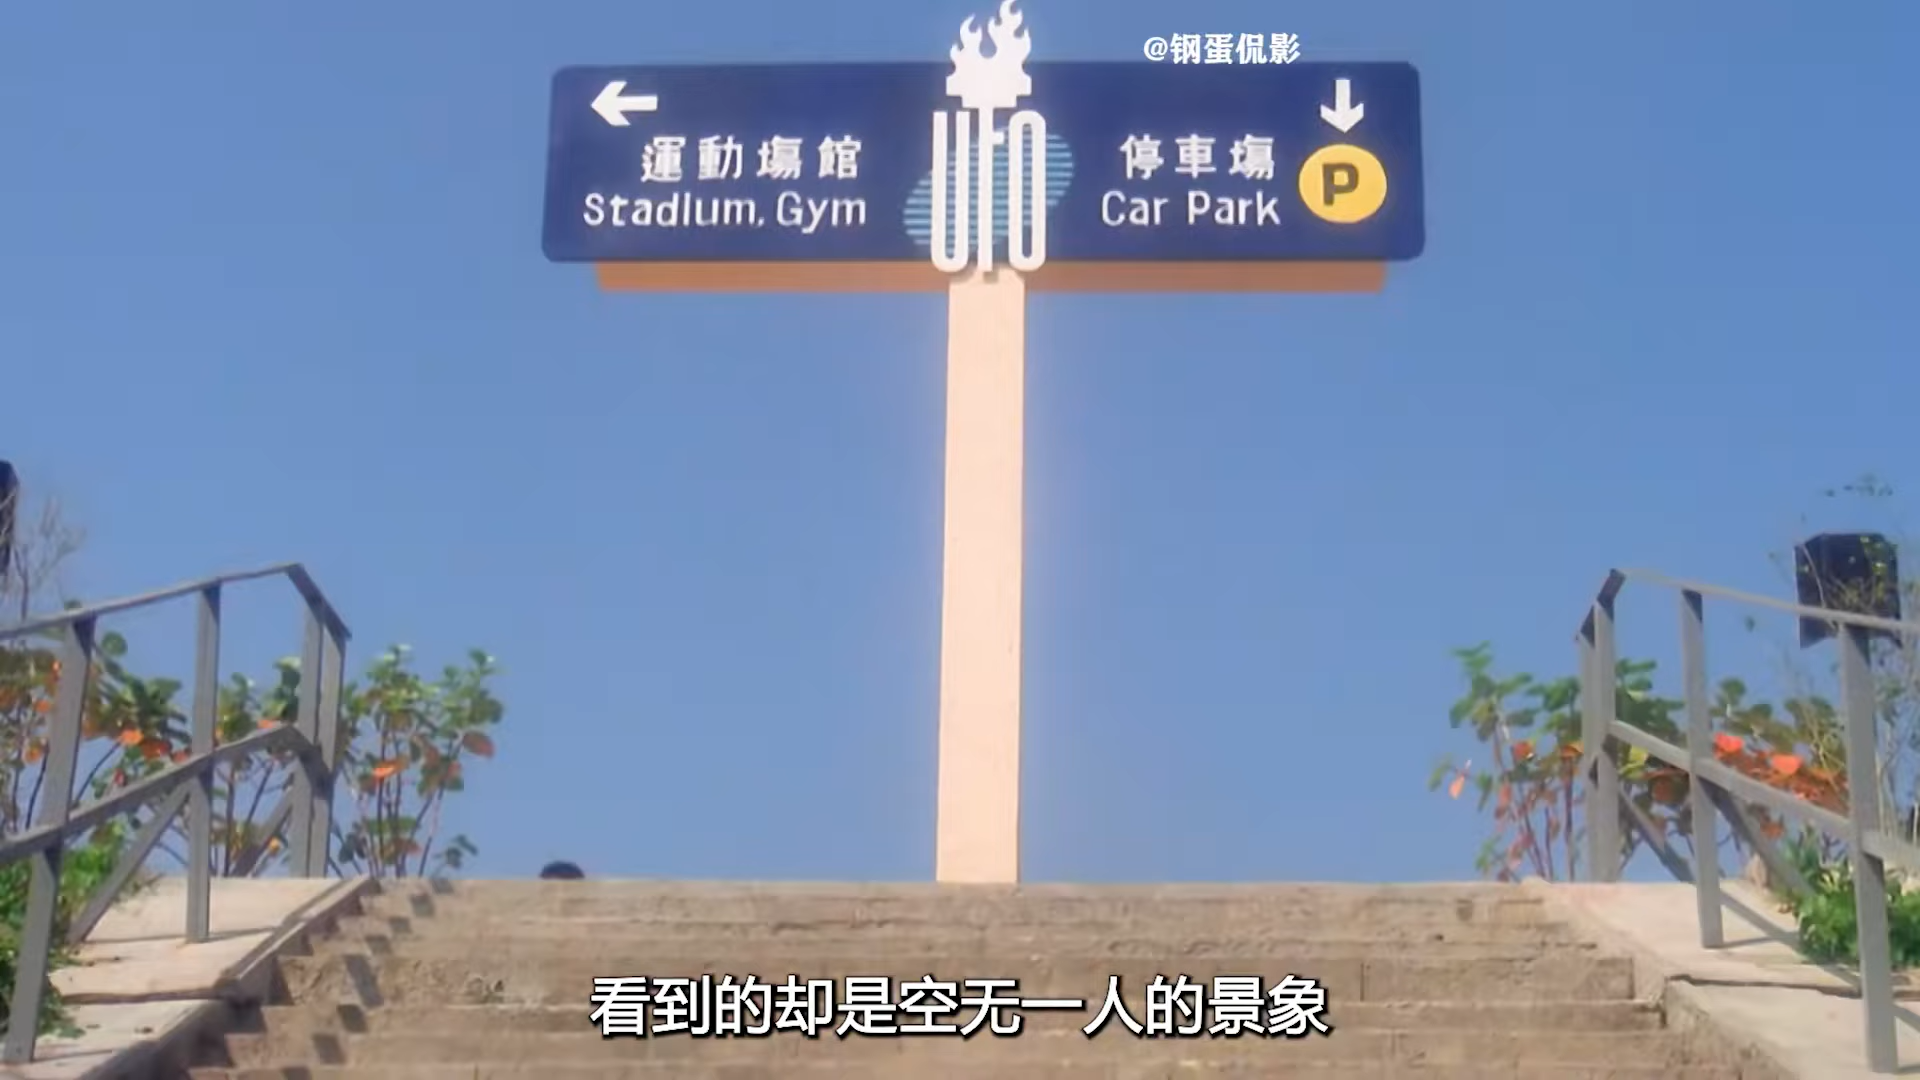 @钢蛋侃影
運動場館
Stadium, Gym
UFO
停車場
Car Park
P
看到的却是空无一人的景象